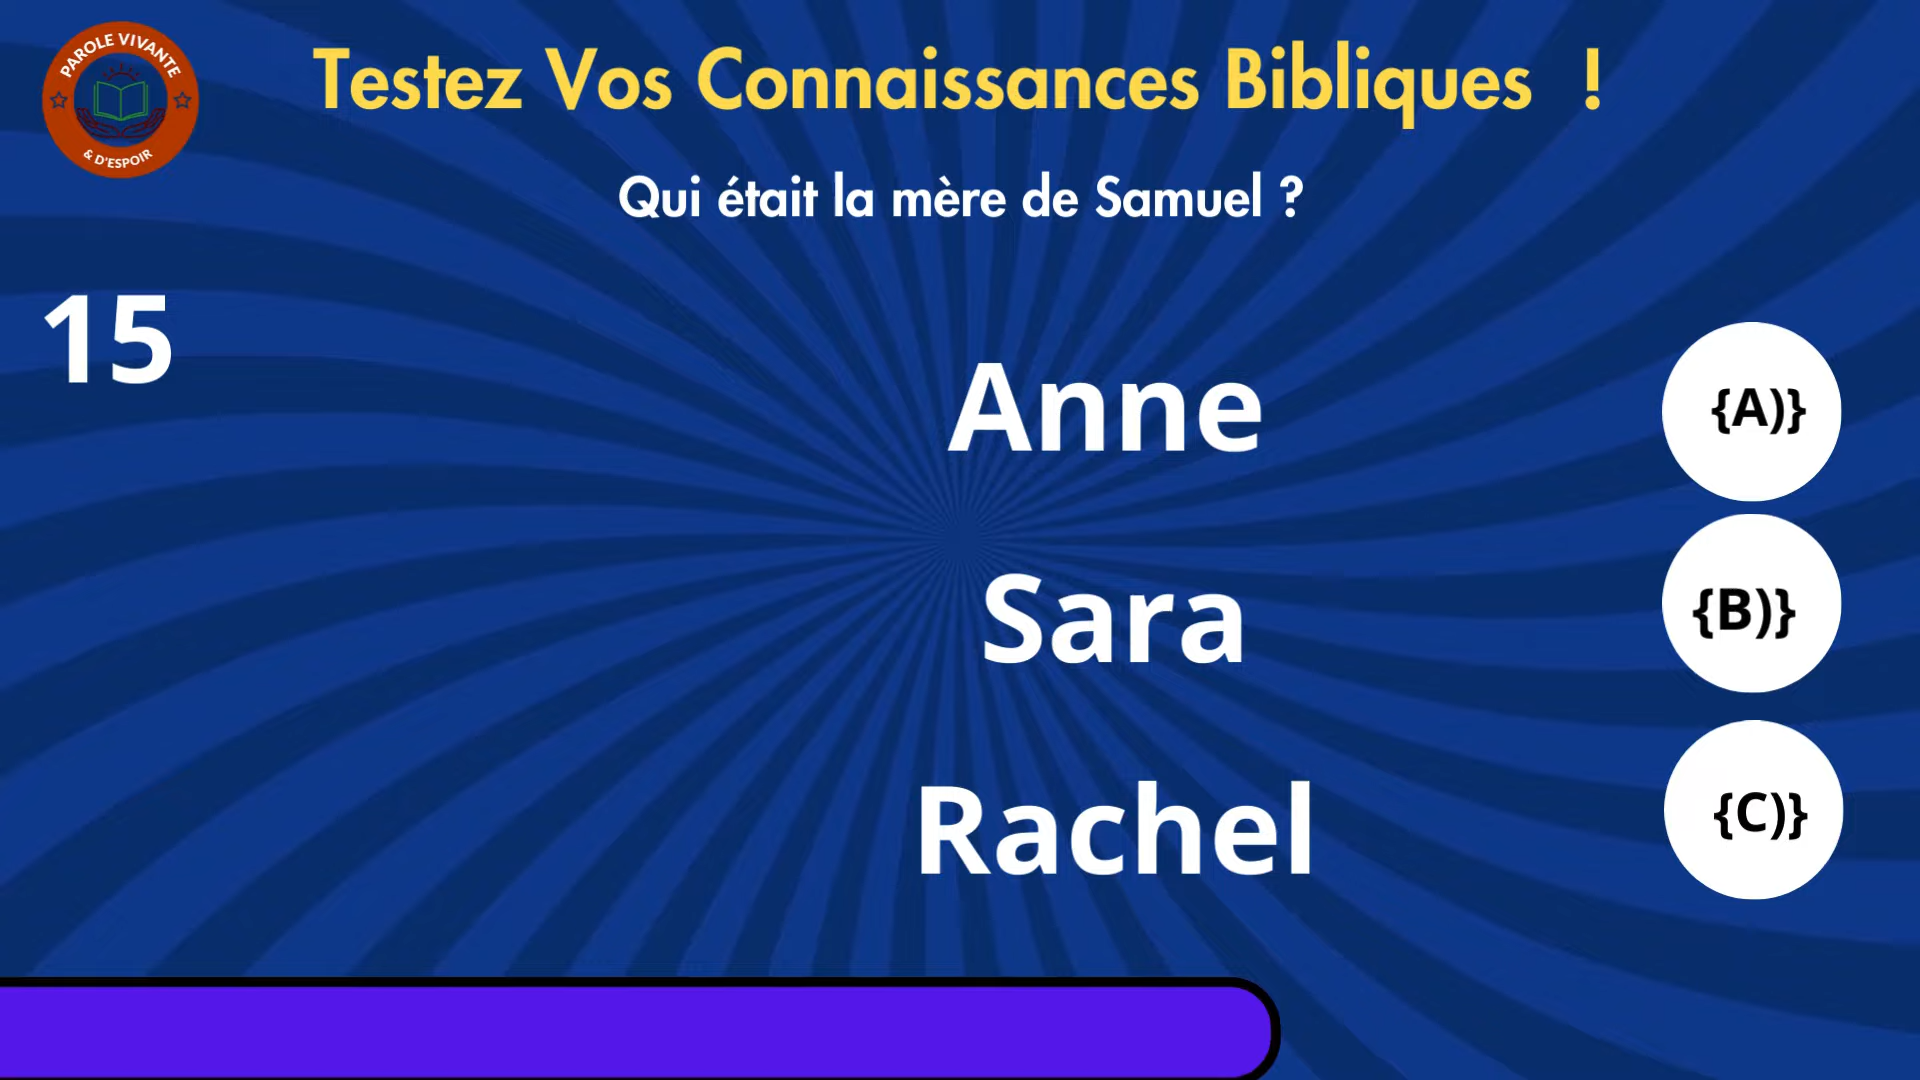 PAROLE VIVANTE
& D'ESPOIR
Testez Vos Connaissances Bibliques !
Qui était la mère de Samuel ?
15
Anne
{A)}
Sara
{B)}
Rachel
{C)}